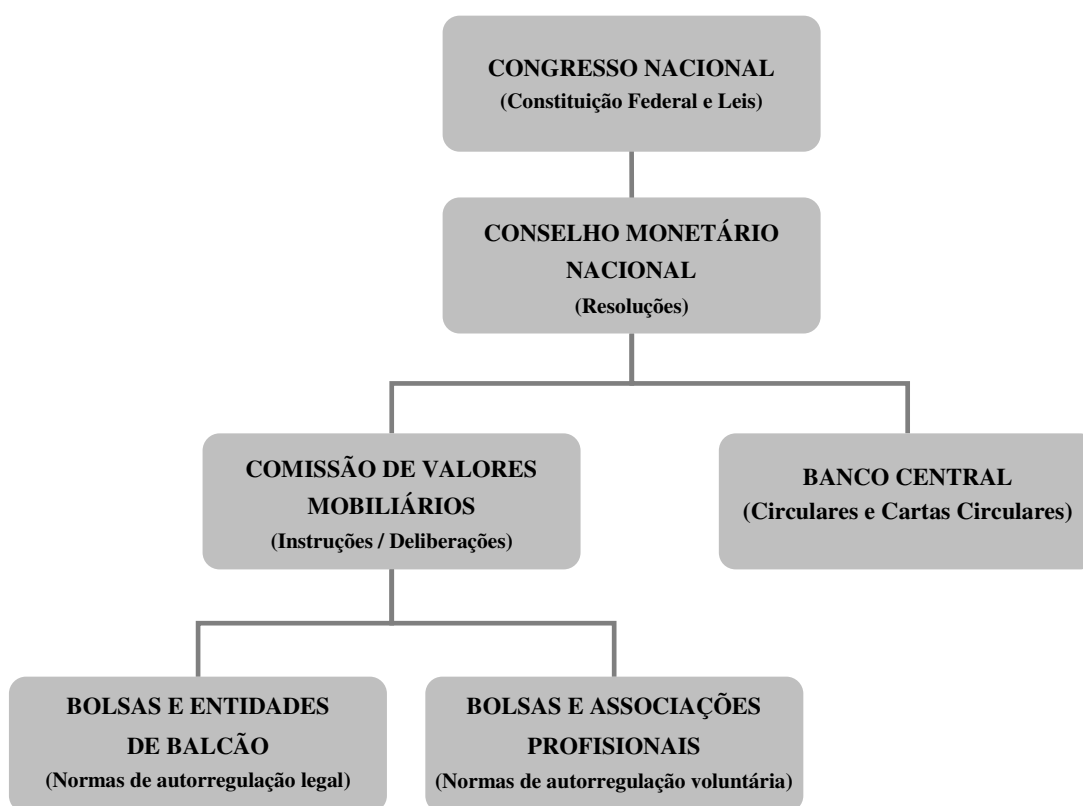 CONGRESSO NACIONAL
(Constituição Federal e Leis)
CONSELHO MONETÁRIO
NACIONAL
(Resoluções)
COMISSÃO DE VALORES
MOBILIÁRIOS
(Instruções / Deliberações)
BANCO CENTRAL
(Circulares e Cartas Circulares)
BOLSAS E ENTIDADES
DE BALCÃO
(Normas de autorregulação legal)
BOLSAS E ASSOCIAÇÕES
PROFISIONAIS
(Normas de autorregulação voluntária)